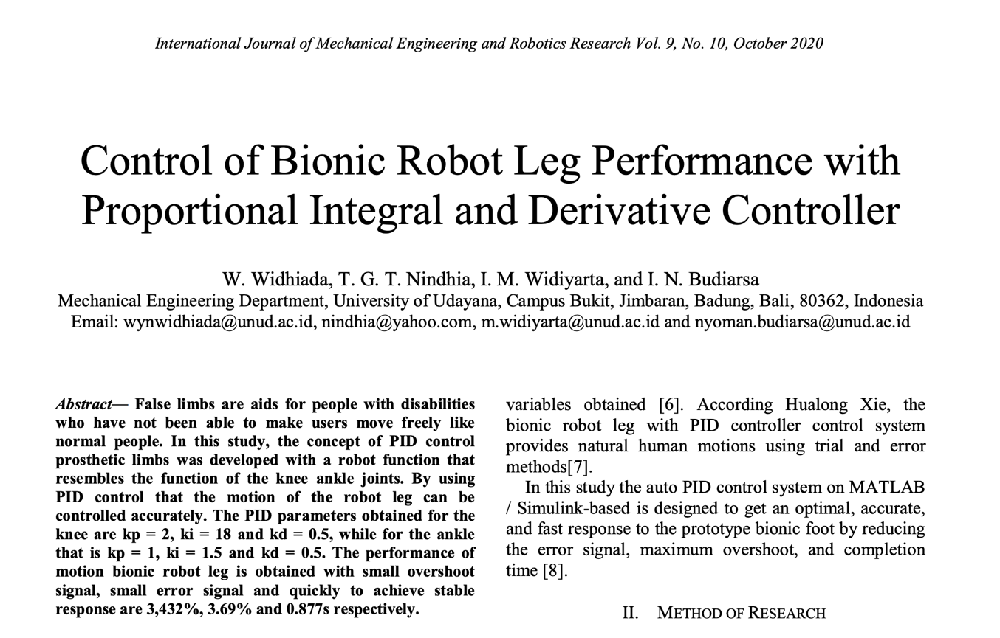 International Journal of Mechanical Engineering and Robotics Research Vol. 9, No. 10, October 2020
Control of Bionic Robot Leg Performance with
Proportional Integral and Derivative Controller
W. Widhiada, T. G. T. Nindhia, I. M. Widiyarta, and I. N. Budiarsa
Mechanical Engineering Department, University of Udayana, Campus Bukit, Jimbaran, Badung, Bali, 80362, Indonesia
Email: wynwidhiada@unud.ac.id, nindhia@yahoo.com, m.widiyarta@unud.ac.id and nyoman.budiarsa@unud.ac.id
Abstract— False limbs are aids for people with disabilities
who have not been able to make users move freely like
normal people. In this study, the concept of PID control
prosthetic limbs was developed with a robot function that
resembles the function of the knee ankle joints. By using
PID control that the motion of the robot leg can be
controlled accurately. The PID parameters obtained for the
knee are kp = 2, ki = 18 and kd = 0.5, while for the ankle
that is kp = 1, ki = 1.5 and kd = 0.5. The performance of
motion bionic robot leg is obtained with small overshoot
signal, small error signal and quickly to achieve stable
response are 3,432%, 3.69% and 0.877s respectively.
variables obtained [6]. According Hualong Xie, the
bionic robot leg with PID controller control system
provides natural human motions using trial and error
methods[7].
In this study the auto PID control system on MATLAB
/ Simulink-based is designed to get an optimal, accurate,
and fast response to the prototype bionic foot by reducing
the error signal, maximum overshoot, and completion
time [8].
II. METHOD OF RESEARCH